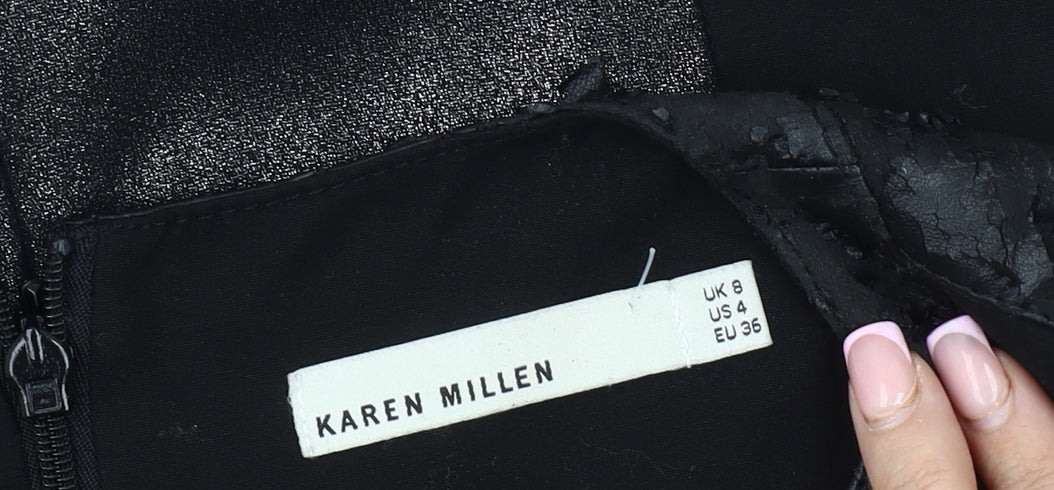 KAREN MILLEN
UK 8
US 4
EU 36